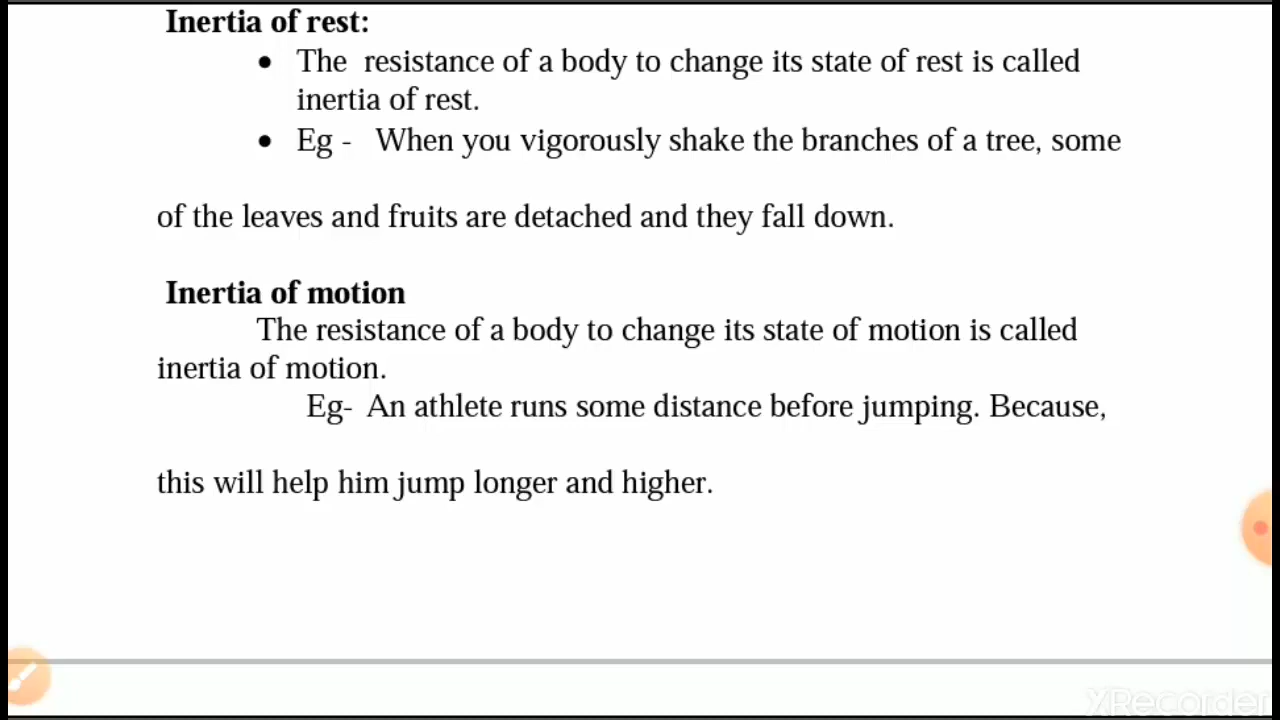 Inertia of rest:
• The resistance of a body to change its state of rest is called
inertia of rest.
• Eg - When you vigorously shake the branches of a tree, some
of the leaves and fruits are detached and they fall down.
Inertia of motion
The resistance of a body to change its state of motion is called
inertia of motion.
Eg- An athlete runs some distance before jumping. Because,
this will help him jump longer and higher.
XRecorder